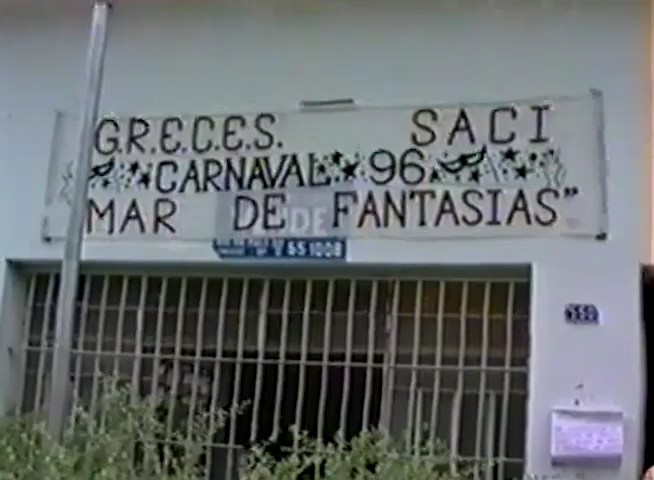 G.R.E.C.E.S. SACI
CARNAVAL 96
MAR DE FANTASIAS”